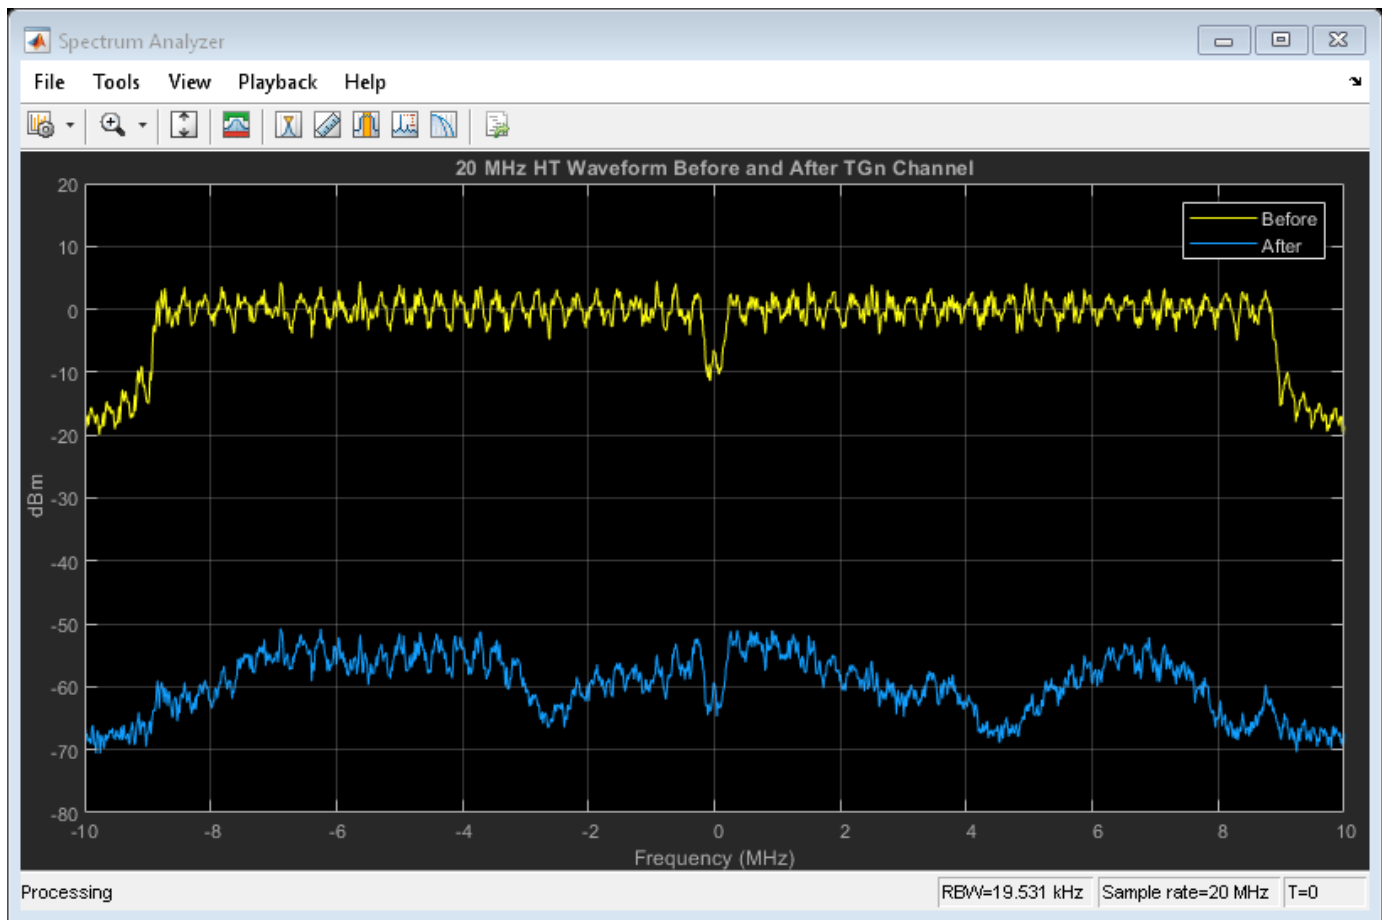 Spectrum Analyzer
File Tools View Playback Help
20 MHz HT Waveform Before and After TGn Channel
Before
After
20
10
0
-10
-20
-30
-40
-50
-60
-70
-80
dBm
-10 -8 -6 -4 -2 0 2 4 6 8 10
Frequency (MHz)
Processing RBW=19.531 kHz Sample rate=20 MHz T=0